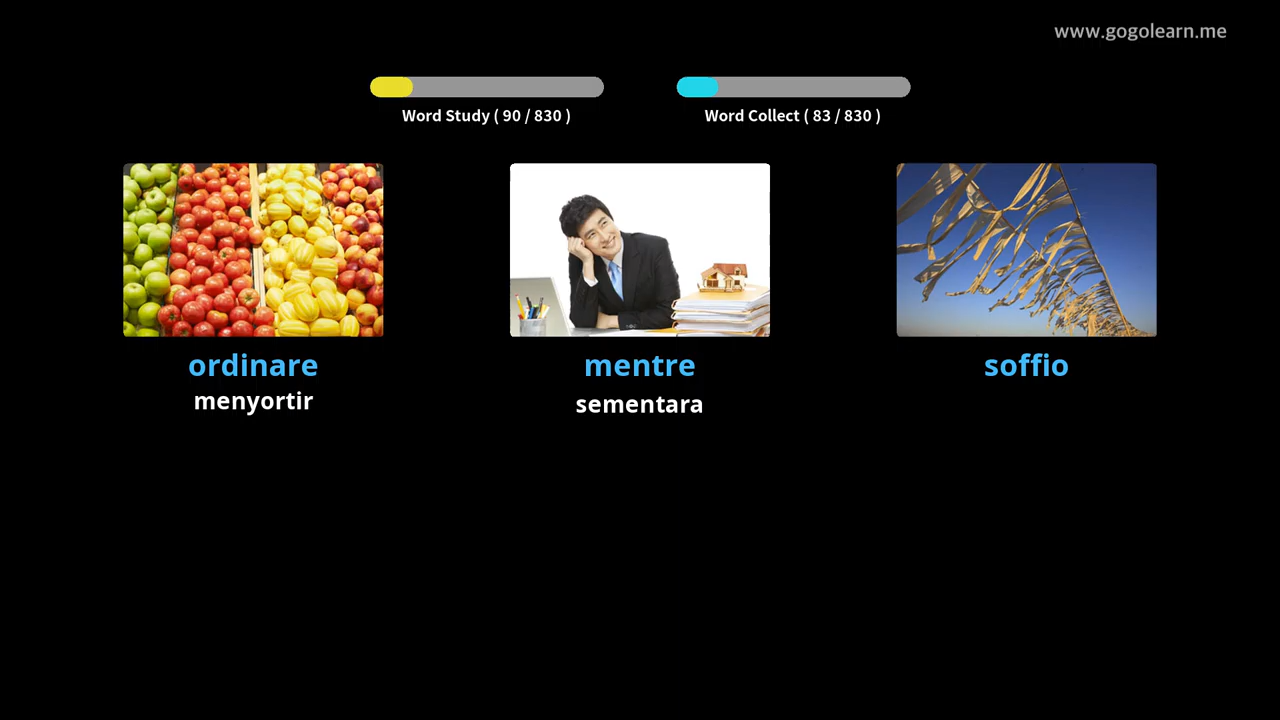 www.gogolearn.me
Word Study ( 90 / 830 )
Word Collect ( 83 / 830 )
ordinare
menyortir
mentre
sementara
soffio